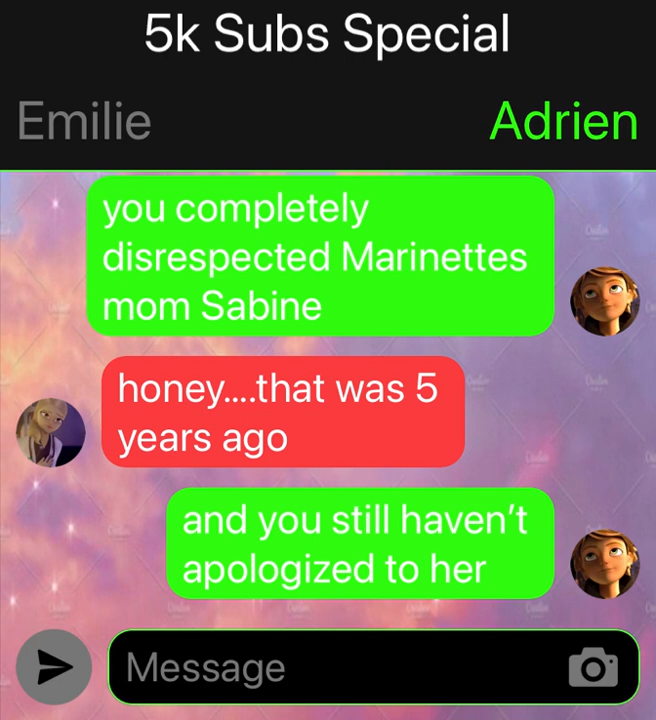 5k Subs Special
Emilie
Adrien
you completely
disrespected Marinettes
mom Sabine
honey....that was 5
years ago
and you still haven't
apologized to her
Message